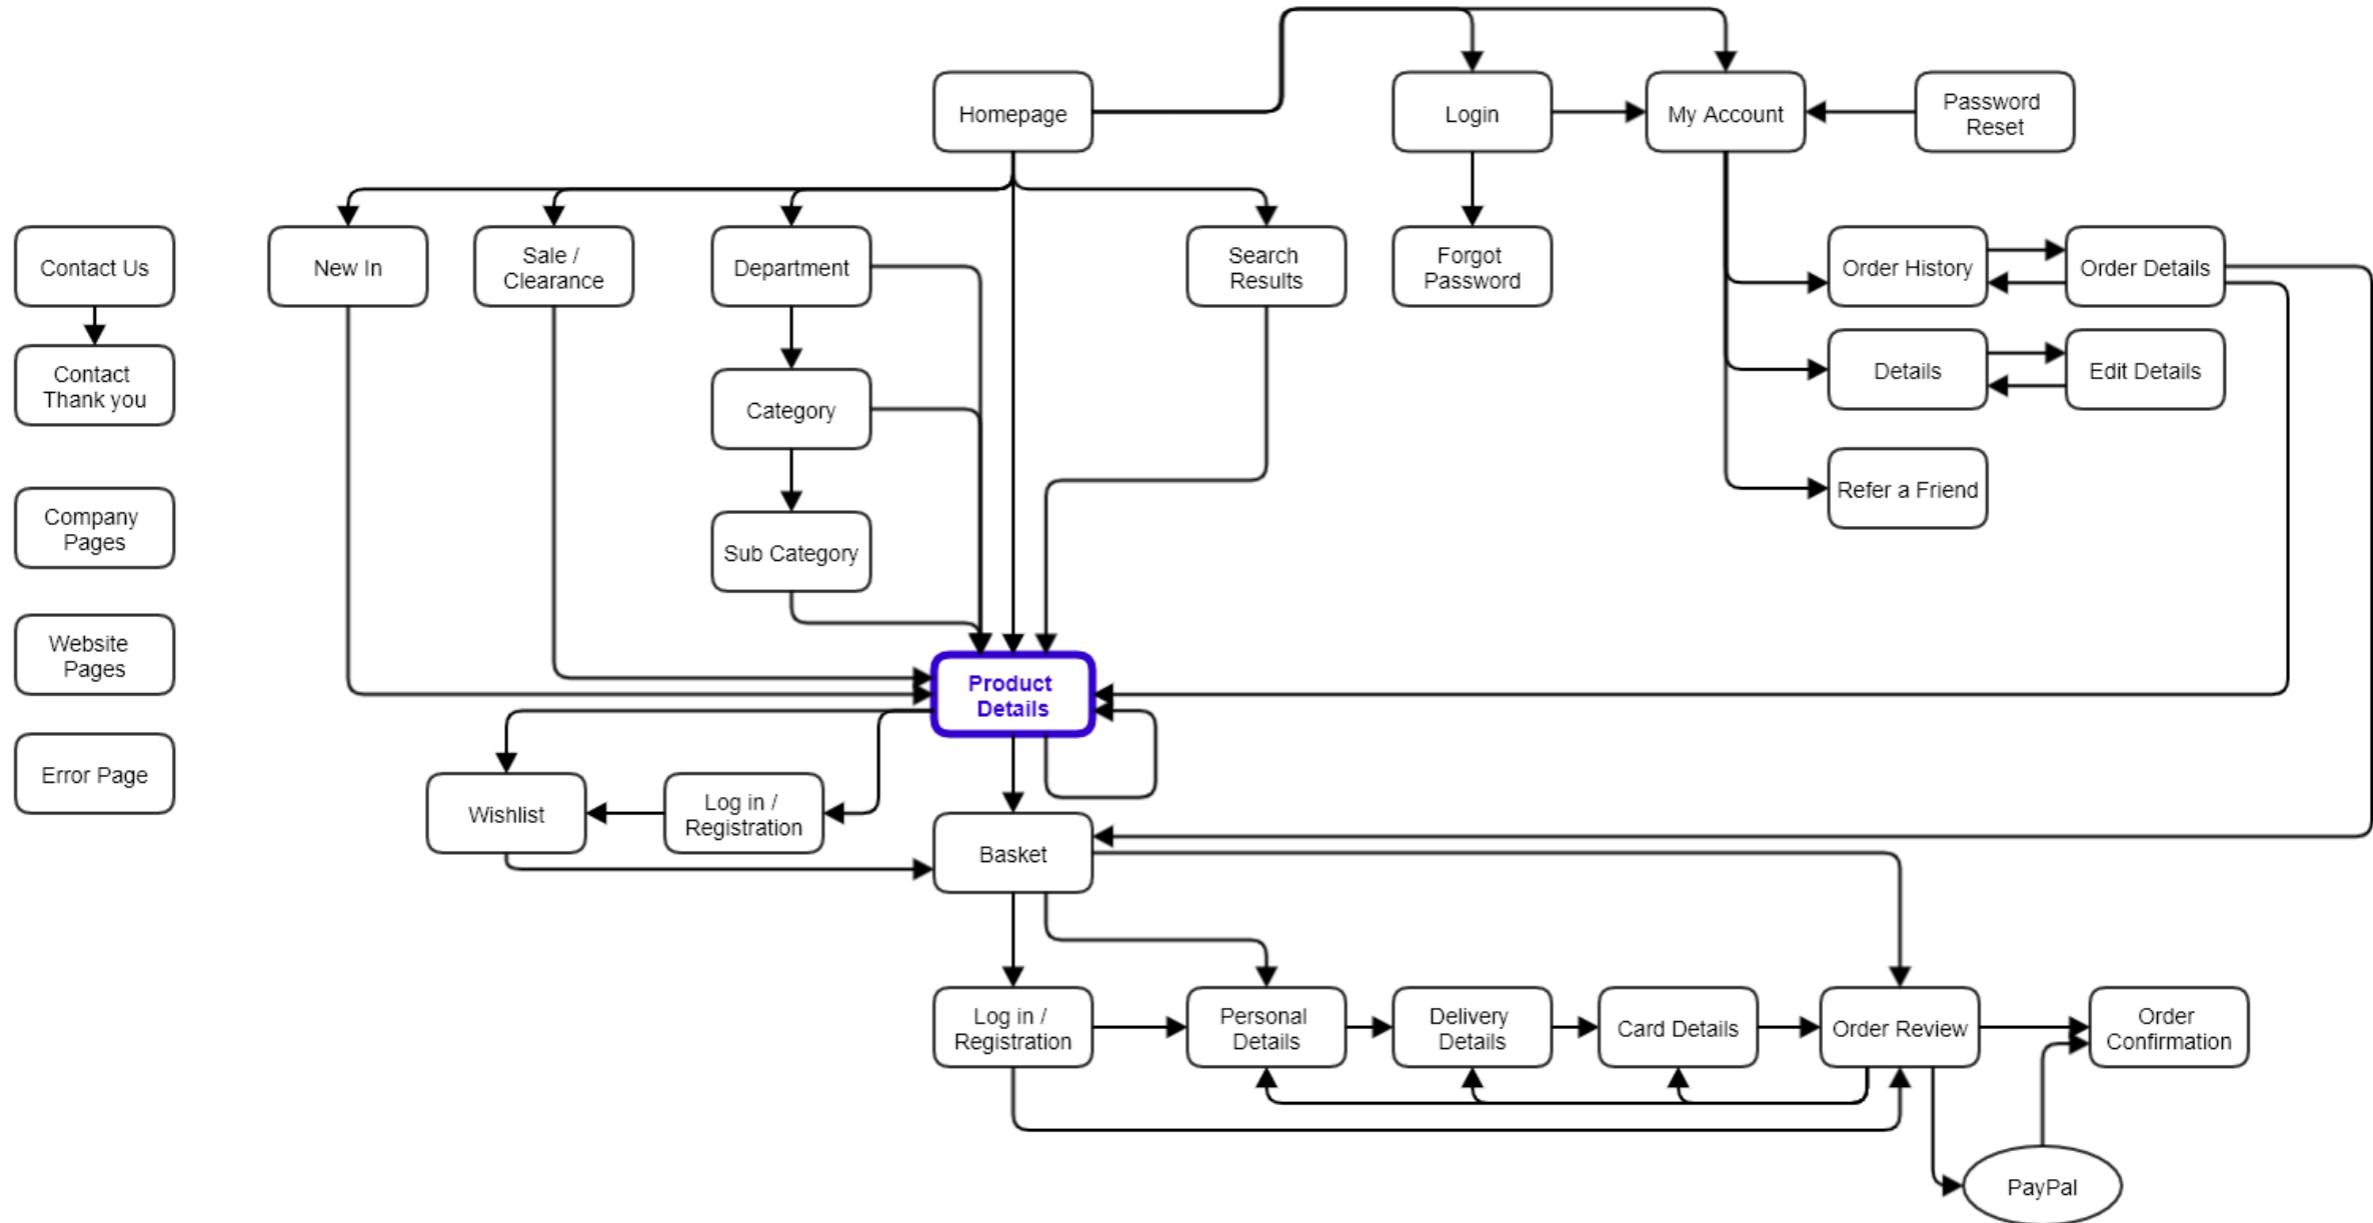 Homepage
Login
My Account
Password
Reset
Contact Us
New In
Sale /
Clearance
Department
Search
Results
Forgot
Password
Order History
Order Details
Contact
Thank you
Category
Details
Edit Details
Company
Pages
Sub Category
Refer a Friend
Website
Pages
Product
Details
Error Page
Wishlist
Log in /
Registration
Basket
Log in /
Registration
Personal
Details
Delivery
Details
Card Details
Order Review
Order
Confirmation
PayPal